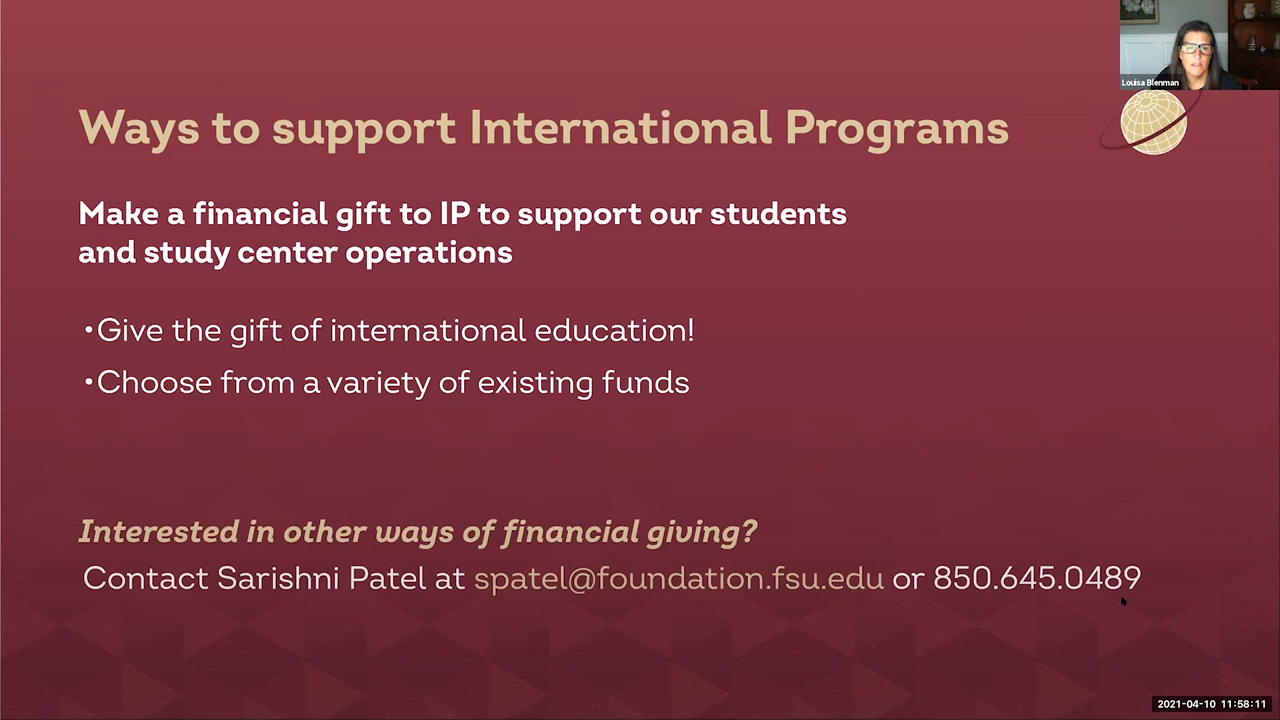 Louisa Blenman
Ways to support International Programs
Make a financial gift to IP to support our students
and study center operations
•Give the gift of international education!
•Choose from a variety of existing funds
Interested in other ways of financial giving?
Contact Sarishni Patel at spatel@foundation.fsu.edu or 850.645.0489
2021-04-10 11:58:11